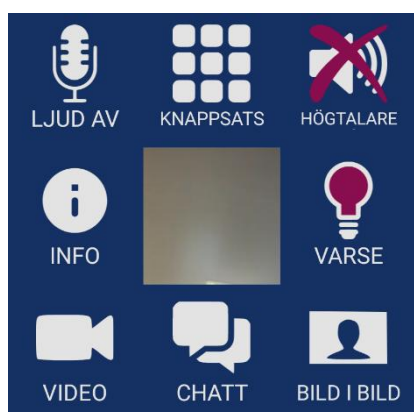 LJUD AV
KNAPPSATS
HÖGTALARE
INFO
VARSE
VIDEO
CHATT
BILD I BILD